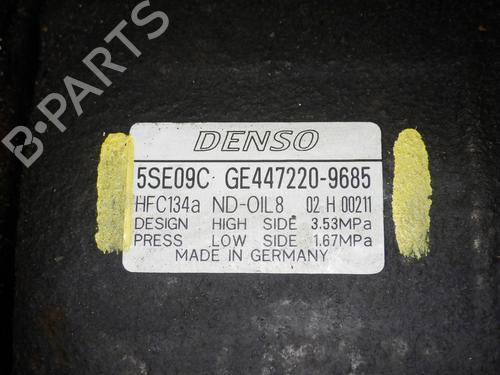 B-PARTS
DENSO
5SE09C GE447220-9685
HFC134a ND-OIL8 02 H 00211
DESIGN HIGH SIDE 3.53MPa
PRESS LOW SIDE 1.67MPa
MADE IN GERMANY